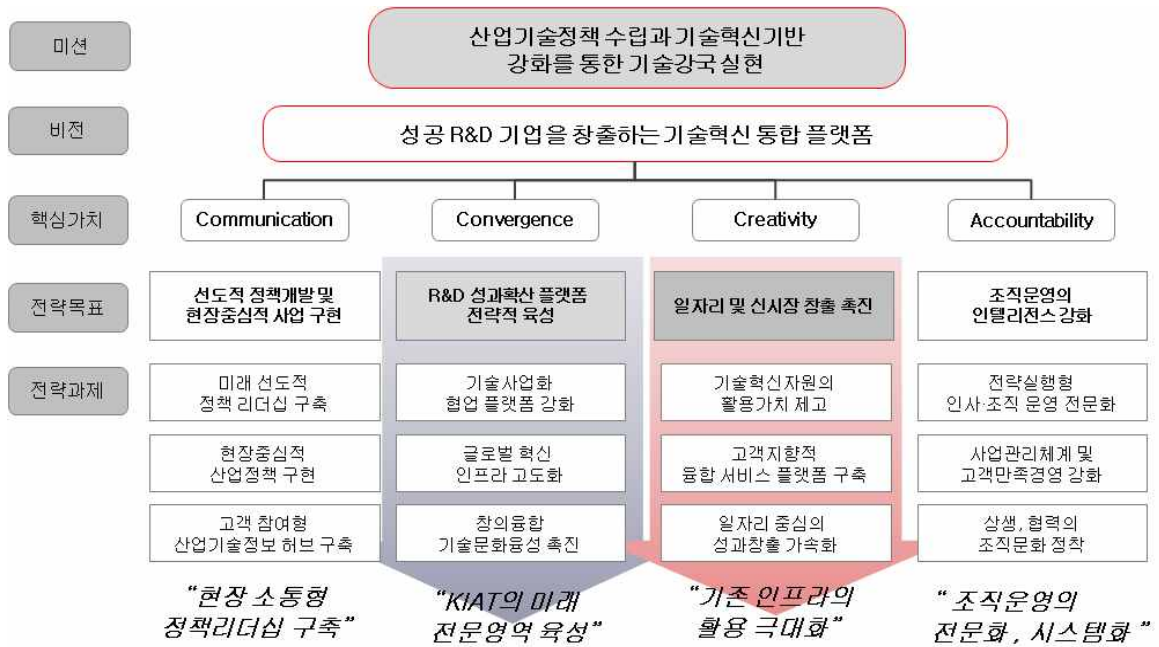 미션
산업기술정책 수립과 기술혁신기반
강화를 통한 기술강국 실현
비전
성공 R&D 기업을 창출하는 기술혁신 통합 플랫폼
핵심가치
Communication
Convergence
Creativity
Accountability
전략목표
선도적 정책개발 및
현장중심적 사업 구현
R&D 성과확산 플랫폼
전략적 육성
일자리 및 신시장 창출 촉진
조직운영의
인텔리전스 강화
전략과제
미래 선도적
정책 리더십 구축
기술사업화
협업 플랫폼 강화
기술혁신자원의
활용가치 제고
전략실행형
인사·조직 운영 전문화
현장중심적
산업정책 구현
글로벌 혁신
인프라 고도화
고객지향적
융합 서비스 플랫폼 구축
사업관리체계 및
고객만족경영 강화
고객 참여형
산업기술정보 허브 구축
창의융합
기술문화융성 촉진
일자리 중심의
성과창출 가속화
상생, 협력의
조직문화 정착
“현장 소통형
정책리더십 구축”
“KIAT의 미래
전문영역 육성”
“기존 인프라의
활용 극대화”
“ 조직운영의
전문화 , 시스템화 ”